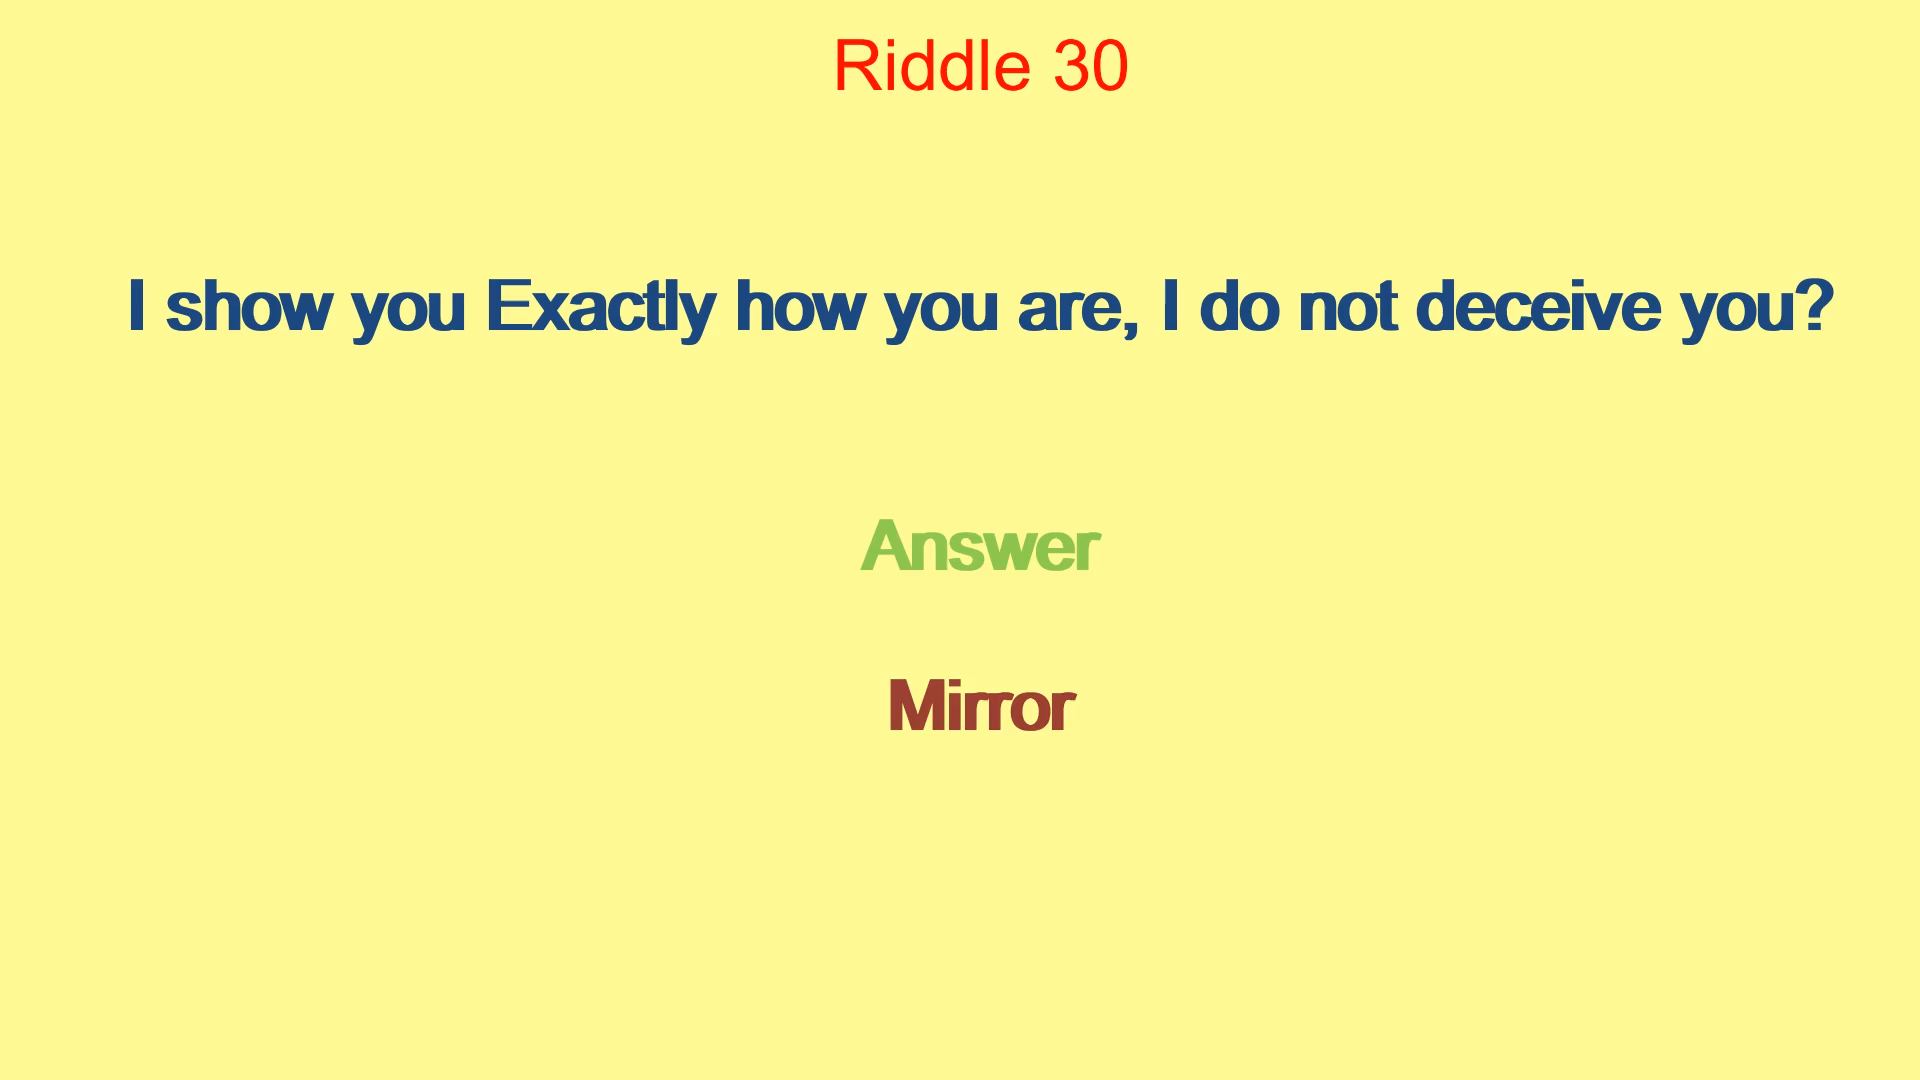 Riddle 30
I show you Exactly how you are, I do not deceive you?
Answer
Mirror